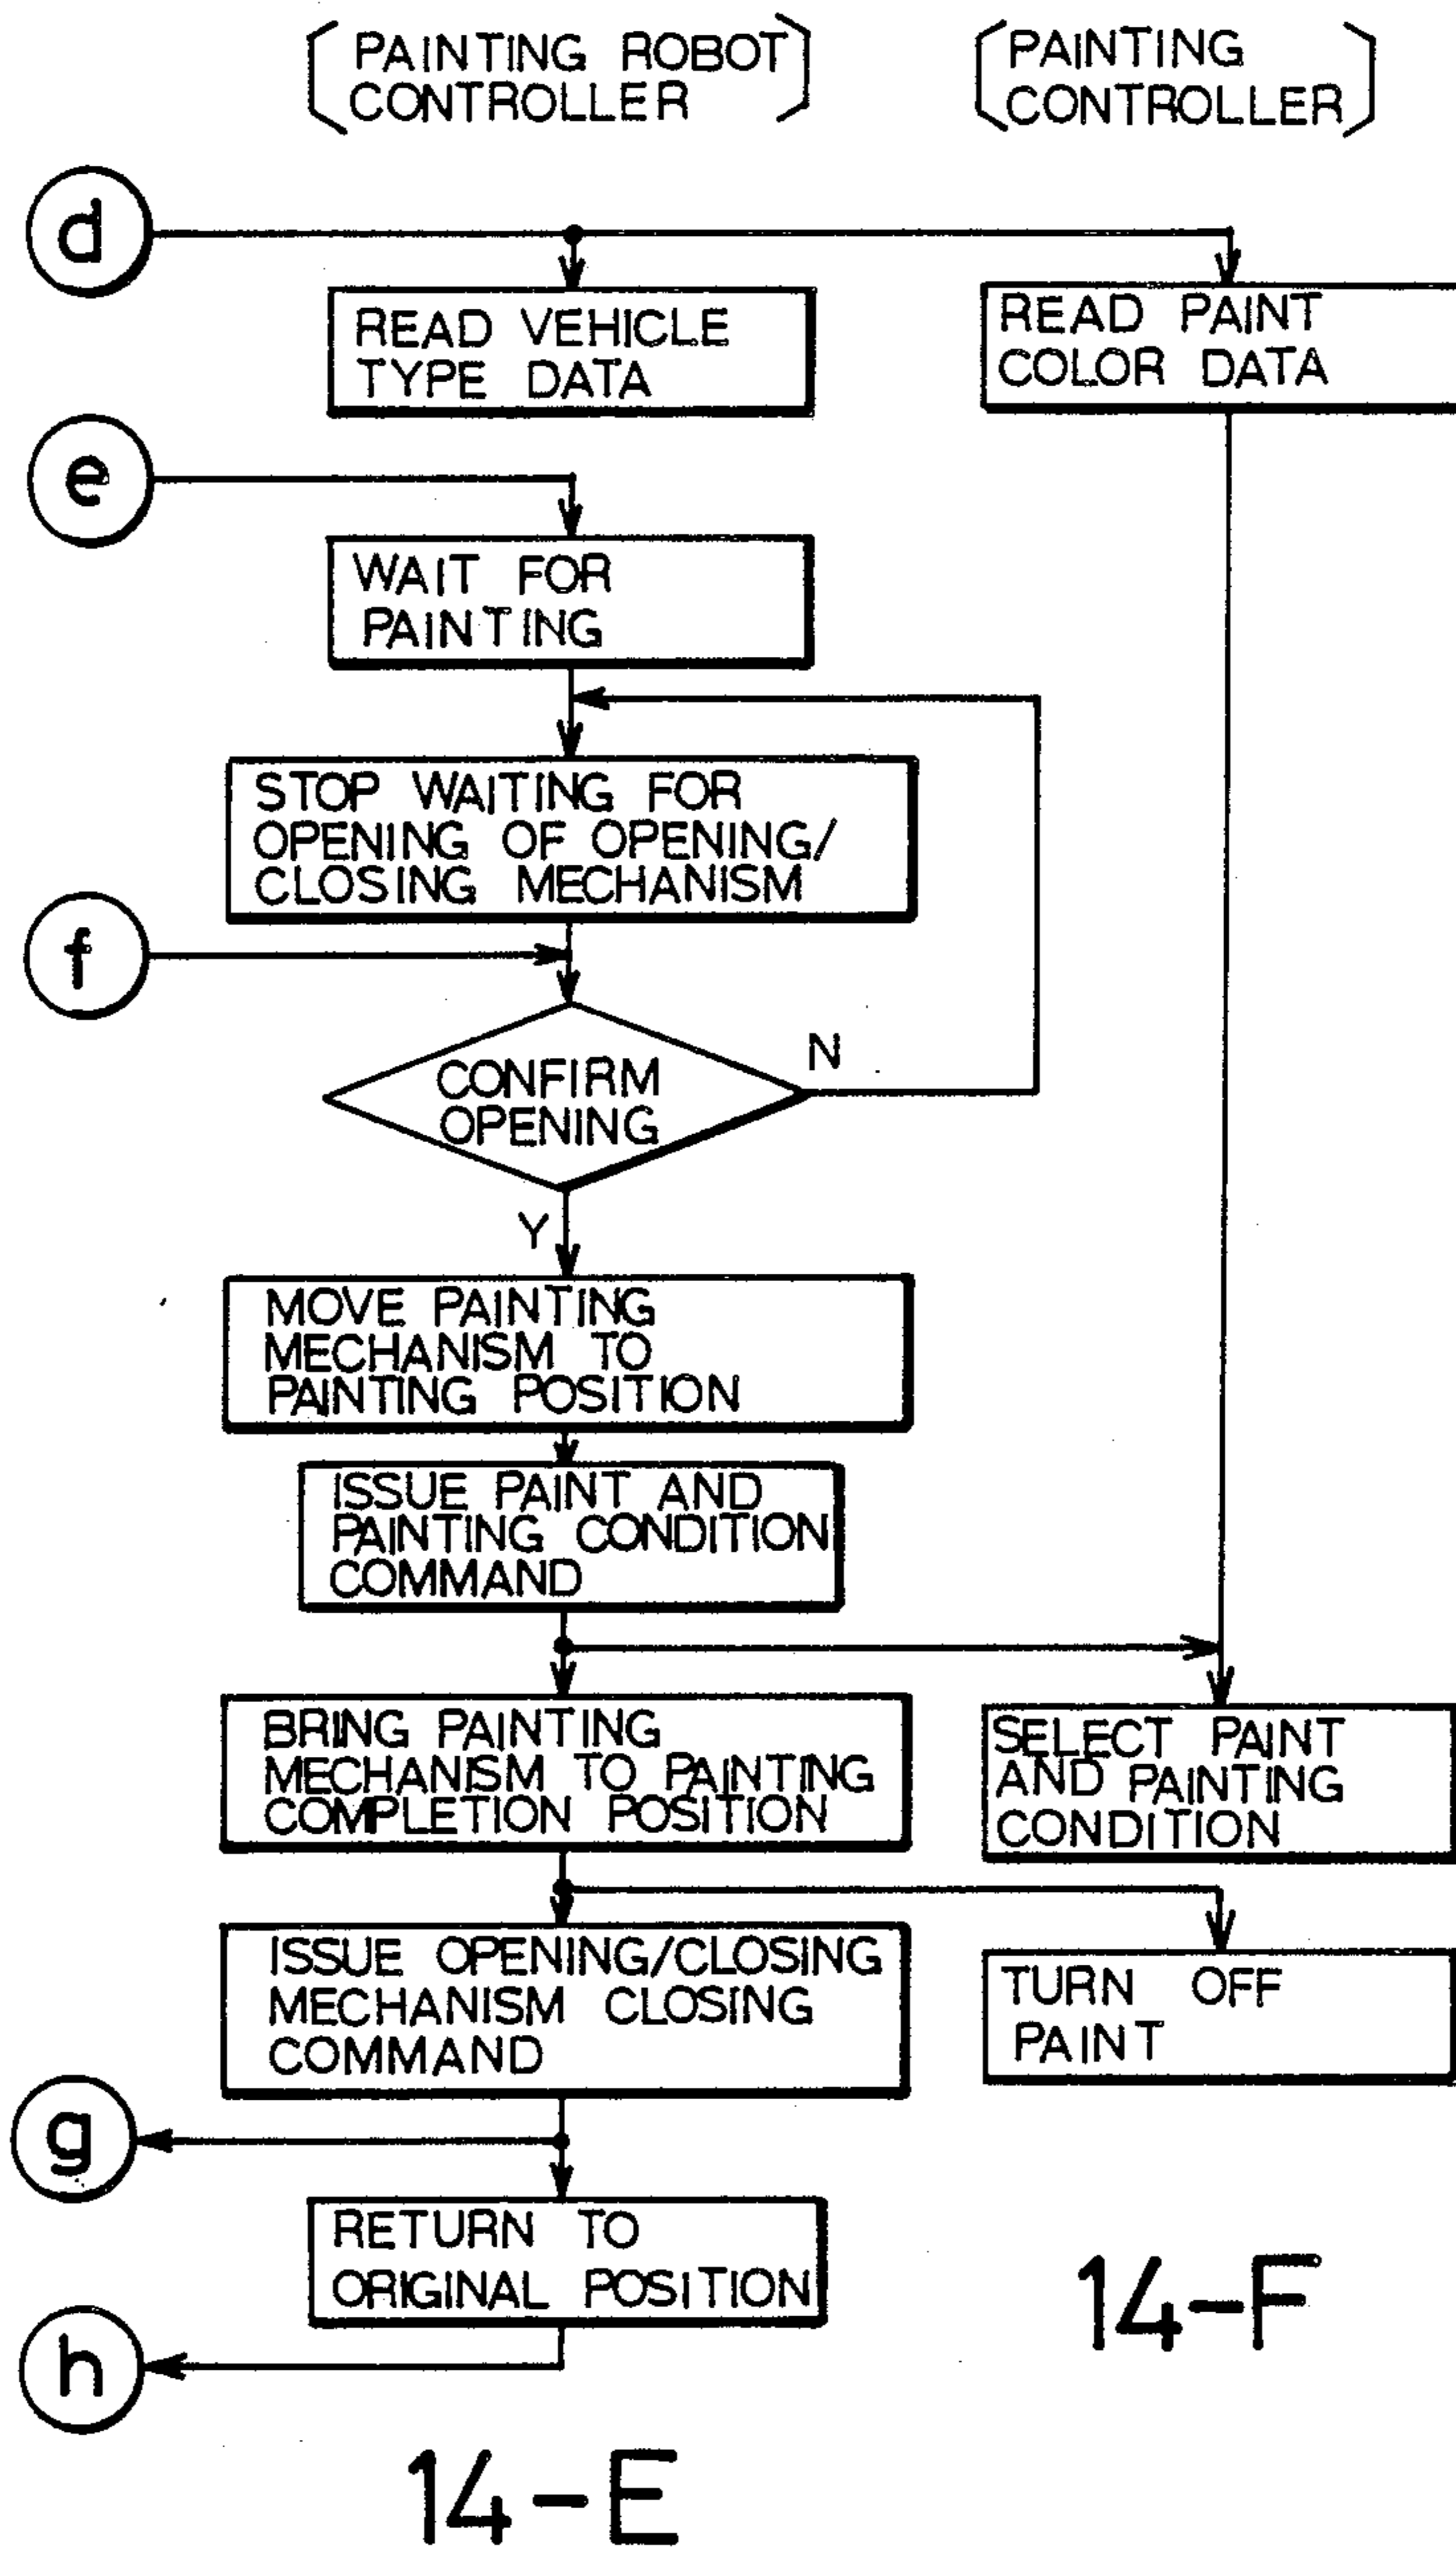 PAINTING ROBOT
CONTROLLER
PAINTING
CONTROLLER
d
READ VEHICLE
TYPE DATA
READ PAINT
COLOR DATA
e
WAIT FOR
PAINTING
STOP WAITING FOR
OPENING OF OPENING/
CLOSING MECHANISM
f
CONFIRM
OPENING
N
Y
MOVE PAINTING
MECHANISM TO
PAINTING POSITION
ISSUE PAINT AND
PAINTING CONDITION
COMMAND
BRING PAINTING
MECHANISM TO PAINTING
COMPLETION POSITION
SELECT PAINT
AND PAINTING
CONDITION
ISSUE OPENING/CLOSING
MECHANISM CLOSING
COMMAND
TURN OFF
PAINT
g
RETURN TO
ORIGINAL POSITION
h
14-F
14-E